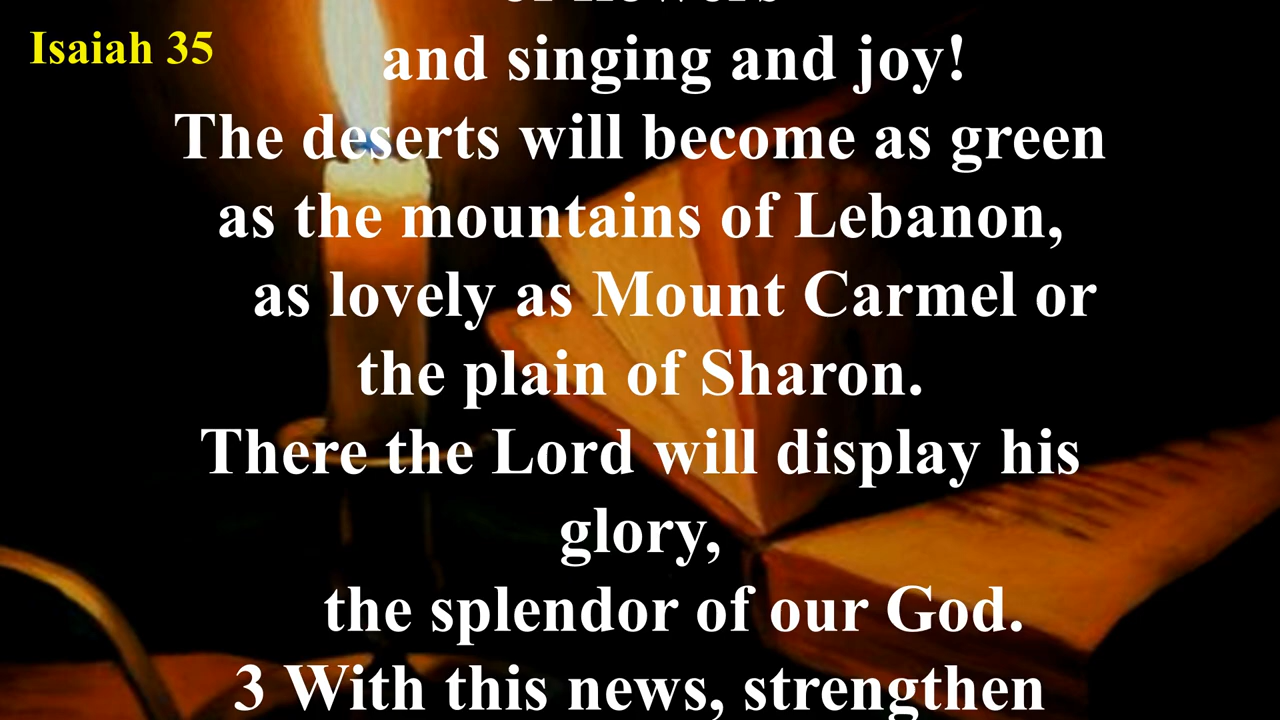 Isaiah 35
and singing and joy!
The deserts will become as green
as the mountains of Lebanon,
as lovely as Mount Carmel or
the plain of Sharon.
There the Lord will display his
glory,
the splendor of our God.
3 With this news, strengthen